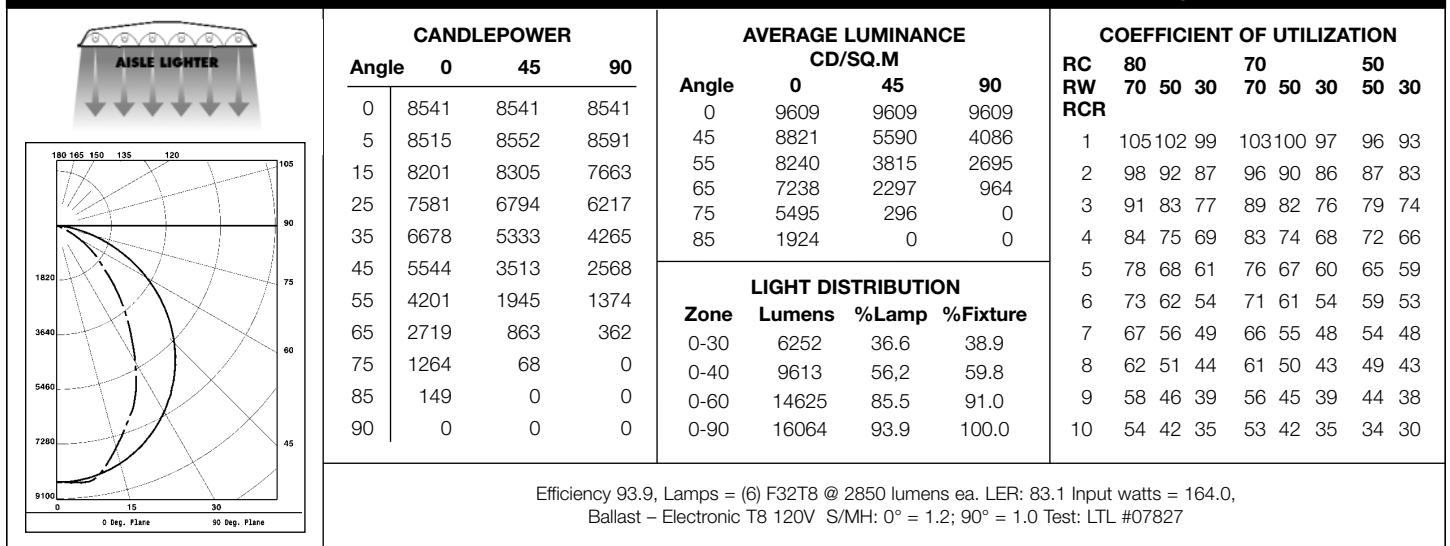 AISLE LIGHTER
180 165 150 135 120
105
90
1820
75
3640
60
5460
7280
45
9100
0 15 30
0 Deg. Plane 90 Deg. Plane
CANDLEPOWER
Angle 0 45 90
0 8541 8541 8541
5 8515 8552 8591
15 8201 8305 7663
25 7581 6794 6217
35 6678 5333 4265
45 5544 3513 2568
55 4201 1945 1374
65 2719 863 362
75 1264 68 0
85 149 0 0
90 0 0 0
AVERAGE LUMINANCE
CD/SQ.M
Angle 0 45 90
0 9609 9609 9609
45 8821 5590 4086
55 8240 3815 2695
65 7238 2297 964
75 5495 296 0
85 1924 0 0
LIGHT DISTRIBUTION
Zone Lumens %Lamp %Fixture
0-30 6252 36.6 38.9
0-40 9613 56,2 59.8
0-60 14625 85.5 91.0
0-90 16064 93.9 100.0
COEFFICIENT OF UTILIZATION
RC 80 70 50
RW 70 50 30 70 50 30 50 30
RCR
1 105 102 99 103 100 97 96 93
2 98 92 87 96 90 86 87 83
3 91 83 77 89 82 76 79 74
4 84 75 69 83 74 68 72 66
5 78 68 61 76 67 60 65 59
6 73 62 54 71 61 54 59 53
7 67 56 49 66 55 48 54 48
8 62 51 44 61 50 43 49 43
9 58 46 39 56 45 39 44 38
10 54 42 35 53 42 35 34 30
Efficiency 93.9, Lamps = (6) F32T8 @ 2850 lumens ea. LER: 83.1 Input watts = 164.0,
Ballast – Electronic T8 120V S/MH: 0° = 1.2; 90° = 1.0 Test: LTL #07827